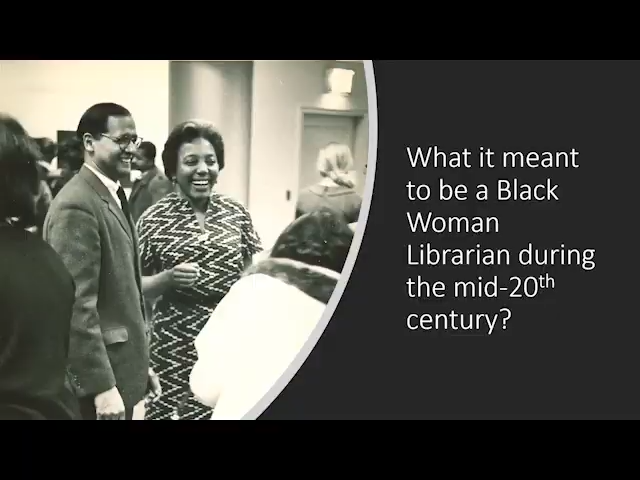 What it meant
to be a Black
Woman
Librarian during
the mid-20th
century?